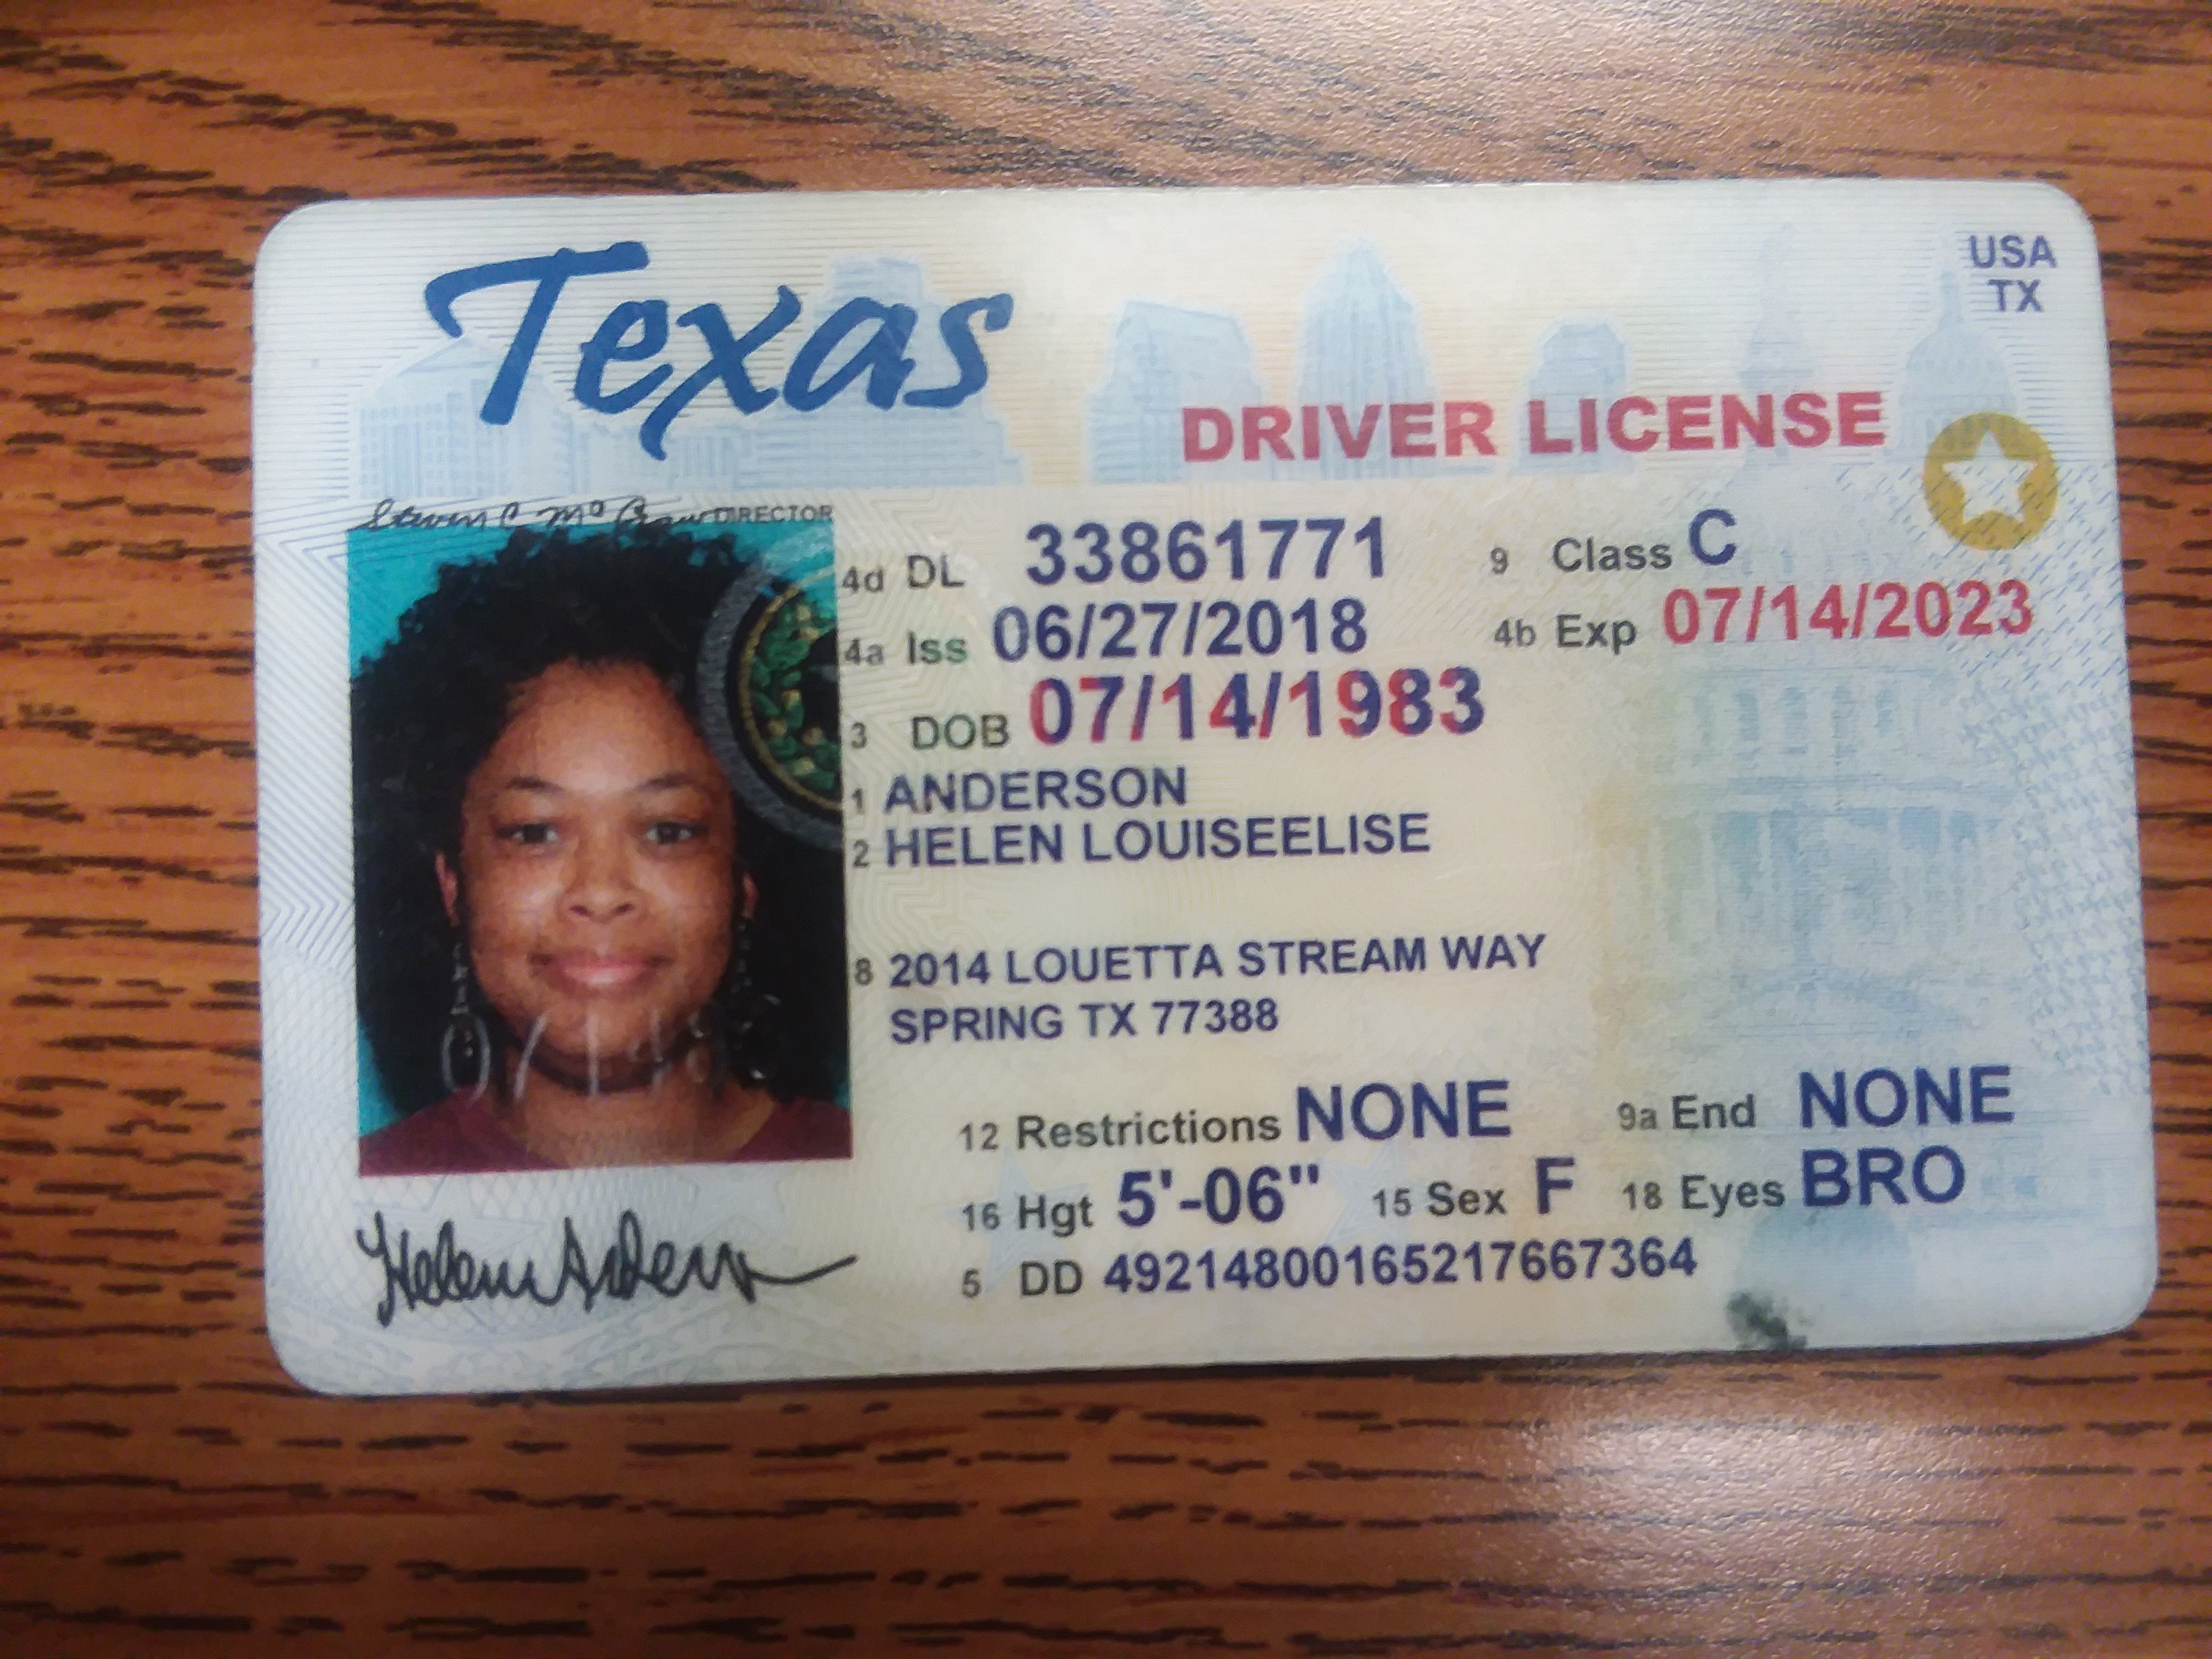 Texas
USA
TX
DRIVER LICENSE
DIRECTOR
4d DL 33861771 9 Class C
4a Iss 06/27/2018 4b Exp 07/14/2023
3 DOB 07/14/1983
1 ANDERSON
2 HELEN LOUISEELISE
8 2014 LOUETTA STREAM WAY
SPRING TX 77388
12 Restrictions NONE 9a End NONE
16 Hgt 5'-06" 15 Sex F 18 Eyes BRO
5 DD 49214800165217667364